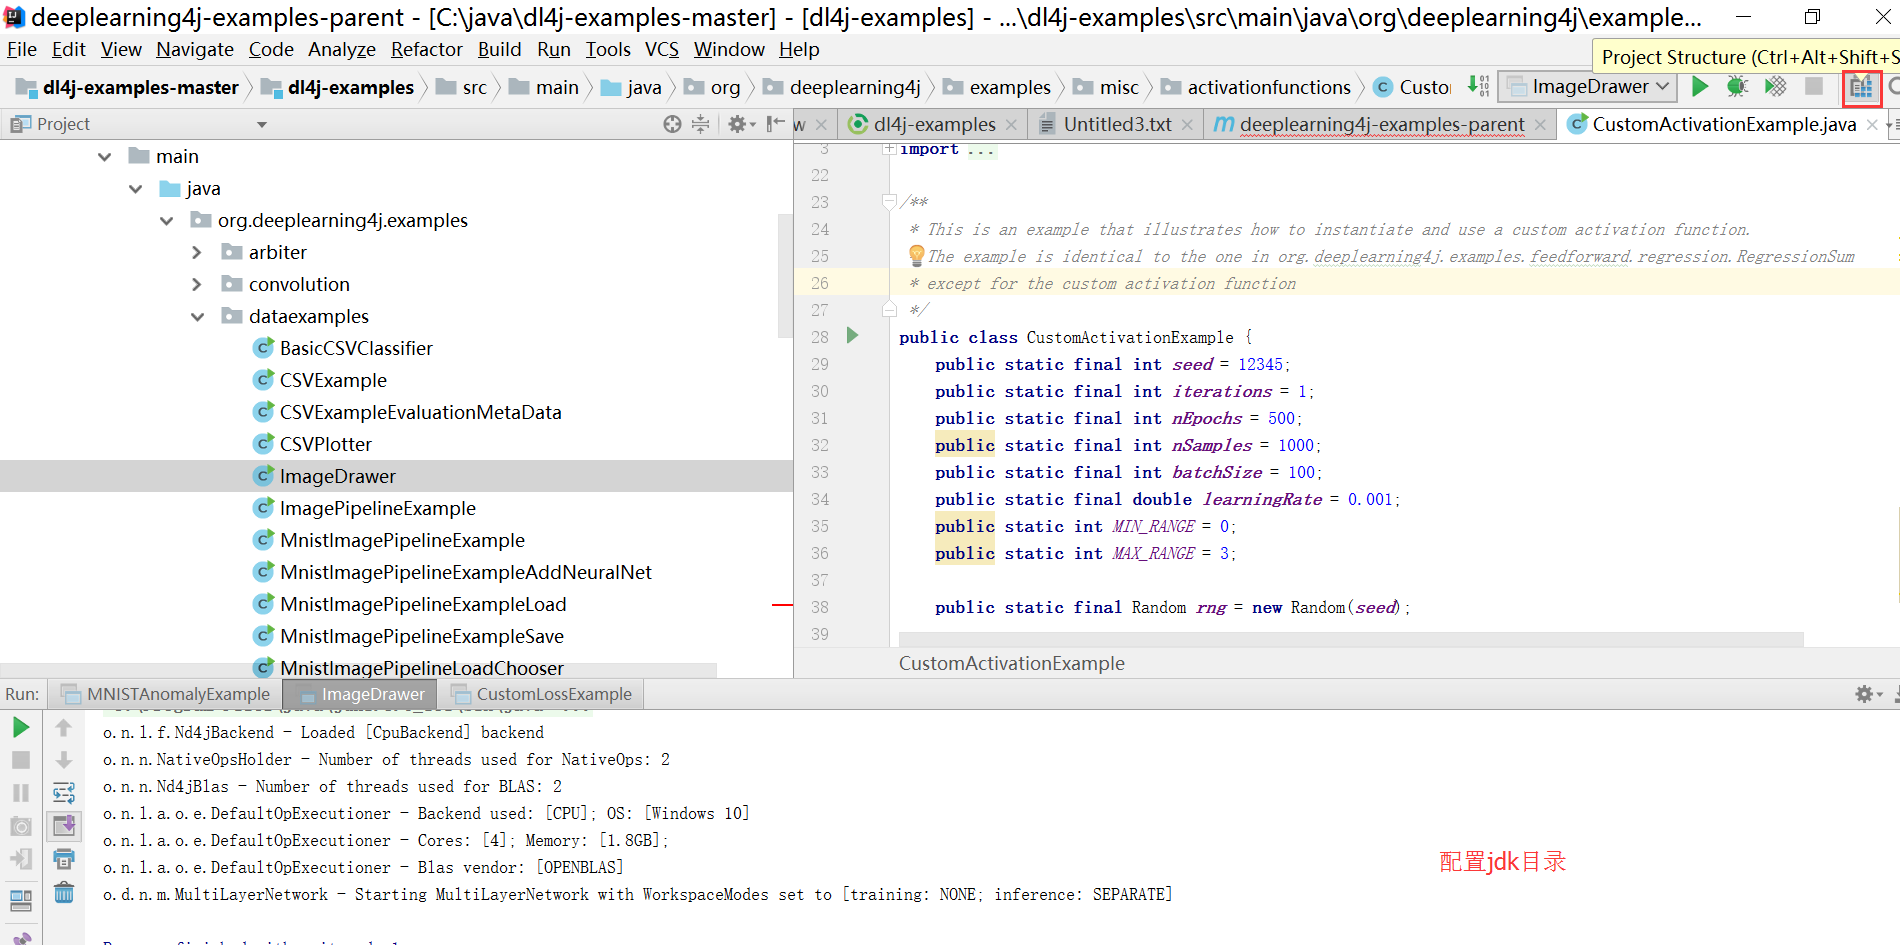 deeplearning4j-examples-parent - [C:\java\dl4j-examples-master] - [dl4j-examples] - ...\dl4j-examples\src\main\java\org\deeplearning4j\example...
File Edit View Navigate Code Analyze Refactor Build Run Tools VCS Window Help
Project Structure (Ctrl+Alt+Shift+S
dl4j-examples-master dl4j-examples src main java org deeplearning4j examples misc activationfunctions Custo ImageDrawer
Project
w dl4j-examples Untitled3.txt deeplearning4j-examples-parent CustomActivationExample.java
main
java
org.deeplearning4j.examples
arbiter
convolution
dataexamples
BasicCSVClassifier
CSVExample
CSVExampleEvaluationMetaData
CSVPlotter
ImageDrawer
ImagePipelineExample
MnistImagePipelineExample
MnistImagePipelineExampleAddNeuralNet
MnistImagePipelineExampleLoad
MnistImagePipelineExampleSave
MnistImagePipelineLoadChooser
3 import ...
22
23 /**
24 * This is an example that illustrates how to instantiate and use a custom activation function.
25 The example is identical to the one in org.deeplearning4j.examples.feedforward.regression.RegressionSum
26 * except for the custom activation function
27 */
28 public class CustomActivationExample {
29 public static final int seed = 12345;
30 public static final int iterations = 1;
31 public static final int nEpochs = 500;
32 public static final int nSamples = 1000;
33 public static final int batchSize = 100;
34 public static final double learningRate = 0.001;
35 public static int MIN_RANGE = 0;
36 public static int MAX_RANGE = 3;
37
38 public static final Random rng = new Random(seed);
39
CustomActivationExample
Run: MNISTAnomalyExample ImageDrawer CustomLossExample
o.n.l.f.Nd4jBackend - Loaded [CpuBackend] backend
o.n.n.NativeOpsHolder - Number of threads used for NativeOps: 2
o.n.n.Nd4jBlas - Number of threads used for BLAS: 2
o.n.l.a.o.e.DefaultOpExecutioner - Backend used: [CPU]; OS: [Windows 10]
o.n.l.a.o.e.DefaultOpExecutioner - Cores: [4]; Memory: [1.8GB];
o.n.l.a.o.e.DefaultOpExecutioner - Blas vendor: [OPENBLAS]
o.d.n.m.MultiLayerNetwork - Starting MultiLayerNetwork with WorkspaceModes set to [training: NONE; inference: SEPARATE]
配置jdk目录